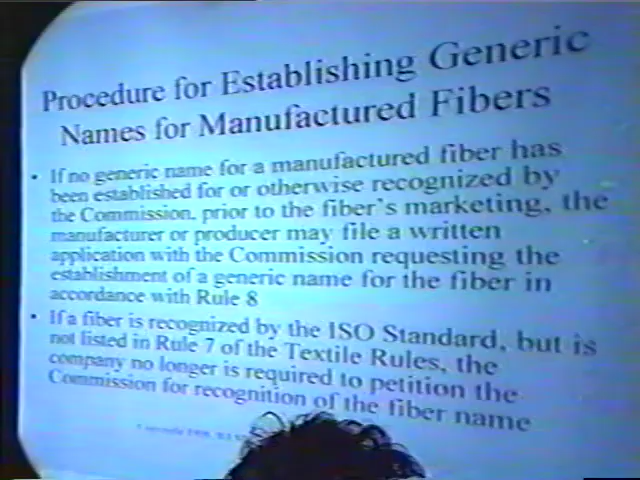 Procedure for Establishing Generic
Names for Manufactured Fibers
• If no generic name for a manufactured fiber has
been established for or otherwise recognized by
the Commission, prior to the fiber's marketing, the
manufacturer or producer may file a written
application with the Commission requesting the
establishment of a generic name for the fiber in
accordance with Rule 8
• If a fiber is recognized by the ISO Standard, but is
not listed in Rule 7 of the Textile Rules, the
company no longer is required to petition the
Commission for recognition of the fiber name